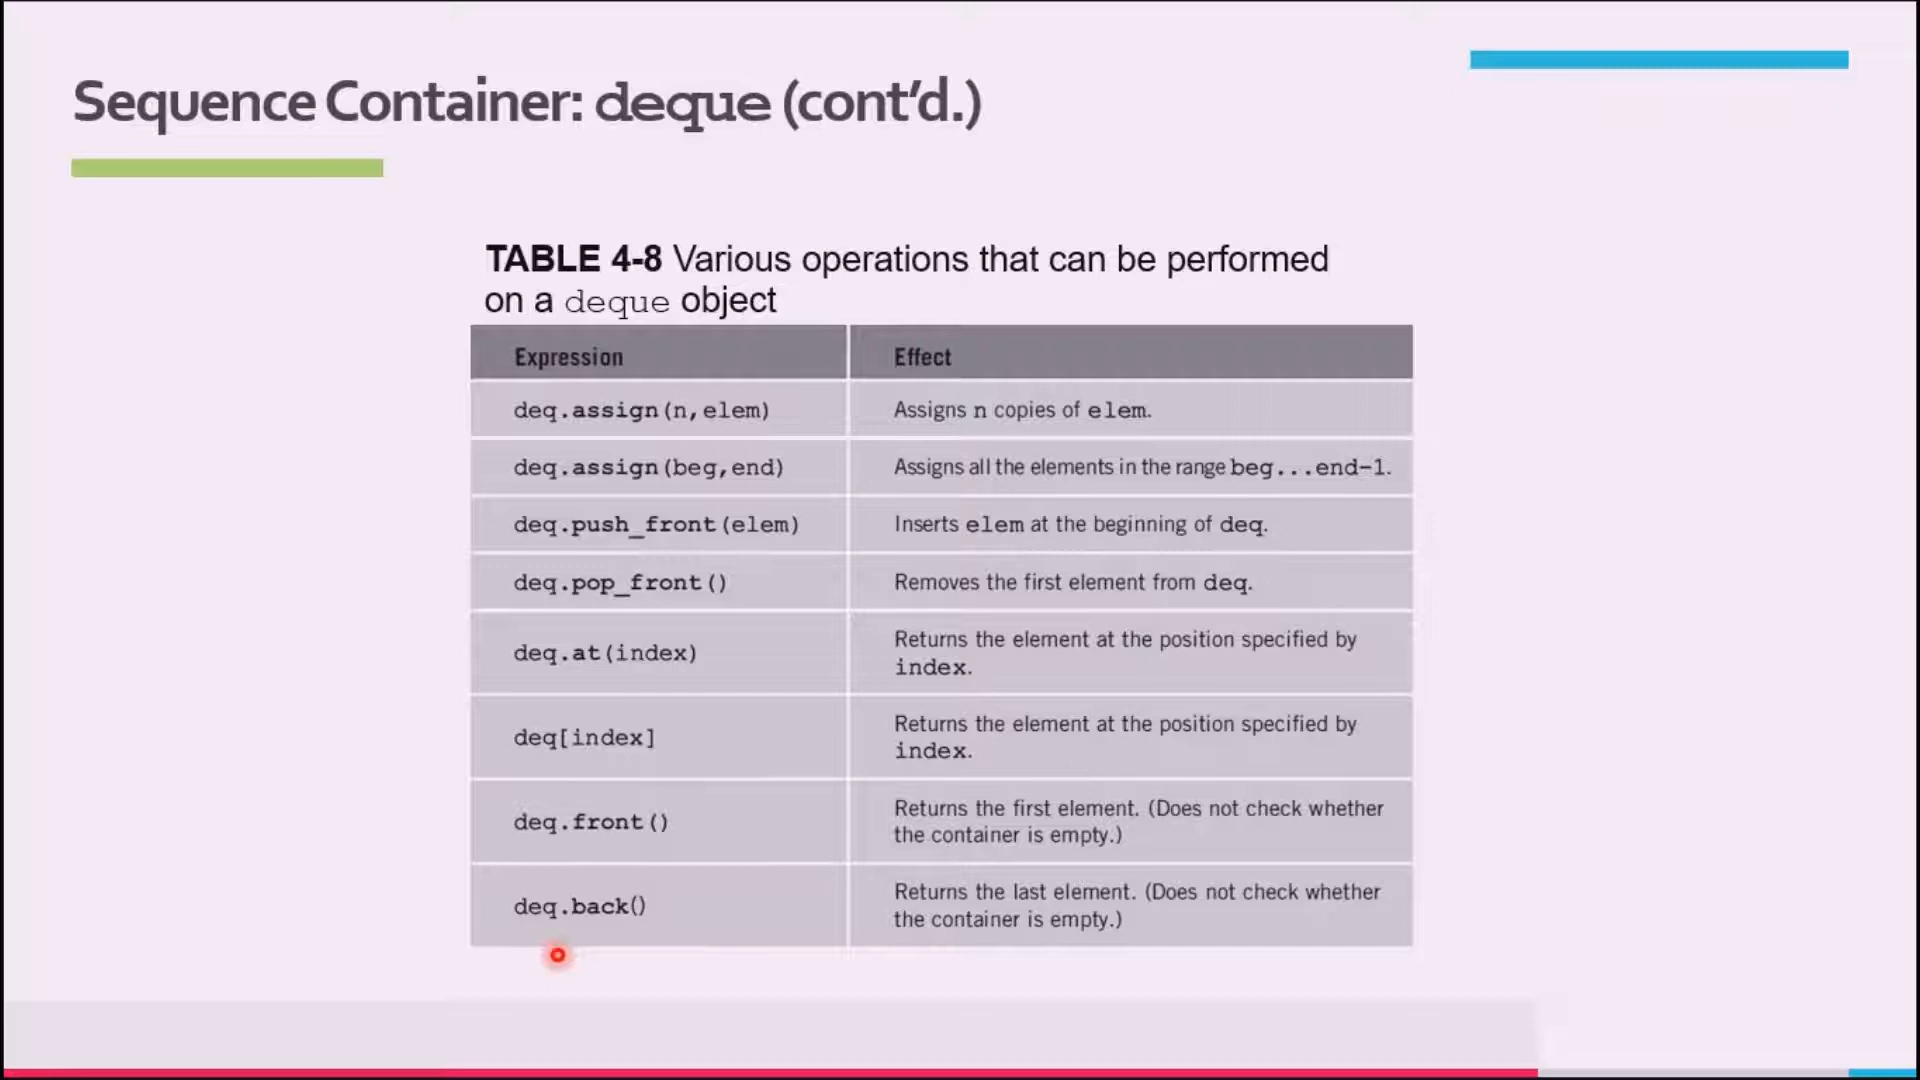 Sequence Container: deque (cont’d.)
TABLE 4-8 Various operations that can be performed
on a deque object
Expression Effect
deq.assign(n,elem) Assigns n copies of elem.
deq.assign(beg,end) Assigns all the elements in the range beg...end-1.
deq.push_front(elem) Inserts elem at the beginning of deq.
deq.pop_front() Removes the first element from deq.
deq.at(index) Returns the element at the position specified by
index.
deq[index] Returns the element at the position specified by
index.
deq.front() Returns the first element. (Does not check whether
the container is empty.)
deq.back() Returns the last element. (Does not check whether
the container is empty.)